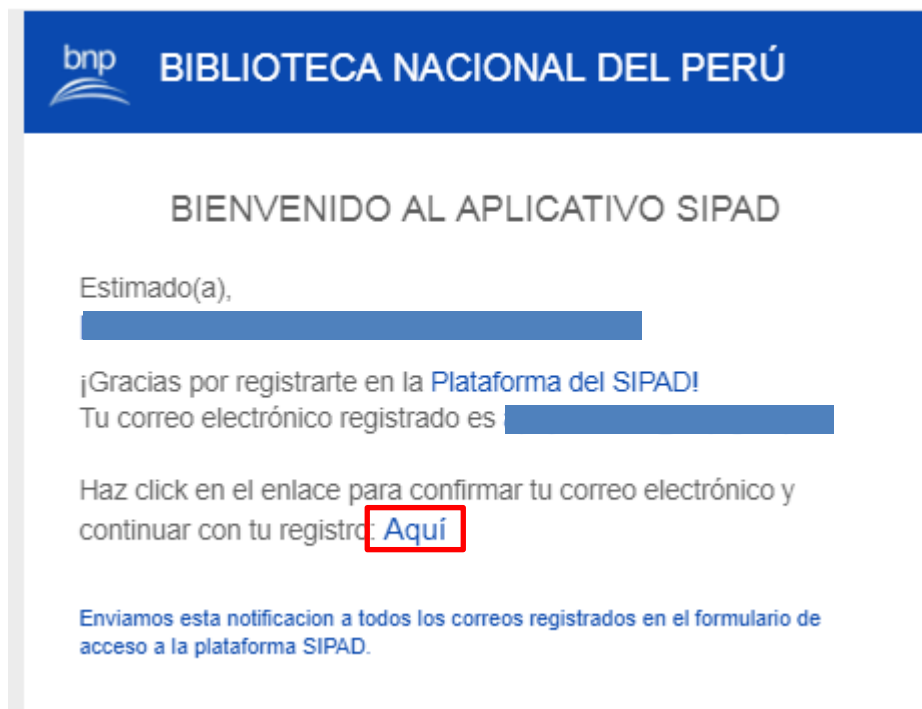 bnp
BIBLIOTECA NACIONAL DEL PERÚ
BIENVENIDO AL APLICATIVO SIPAD
Estimado(a),
¡Gracias por registrarte en la Plataforma del SIPAD!
Tu correo electrónico registrado es
Haz click en el enlace para confirmar tu correo electrónico y
continuar con tu registro: Aquí
Enviamos esta notificacion a todos los correos registrados en el formulario de
acceso a la plataforma SIPAD.